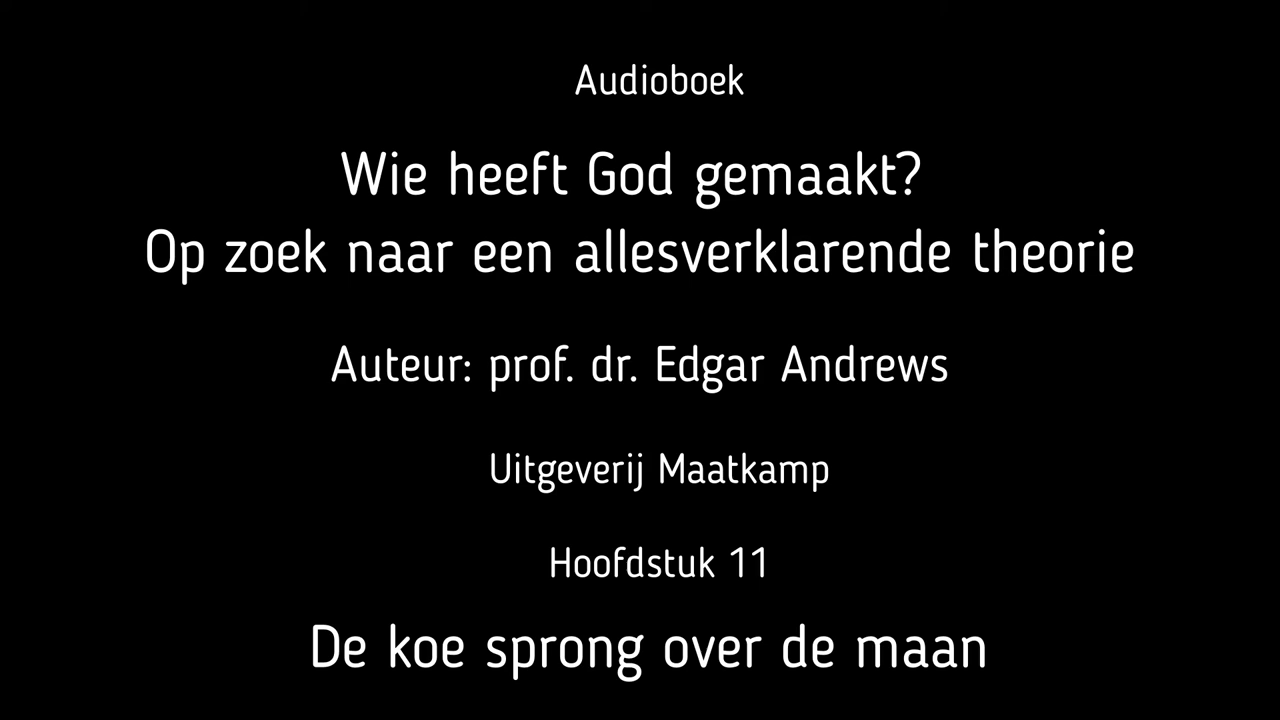 Audioboek
Wie heeft God gemaakt?
Op zoek naar een allesverklarende theorie
Auteur: prof. dr. Edgar Andrews
Uitgeverij Maatkamp
Hoofdstuk 11
De koe sprong over de maan